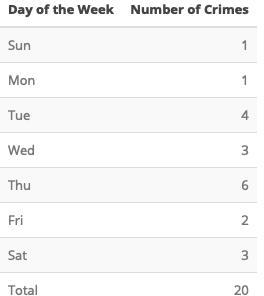 Day of the Week Number of Crimes
Sun 1
Mon 1
Tue 4
Wed 3
Thu 6
Fri 2
Sat 3
Total 20